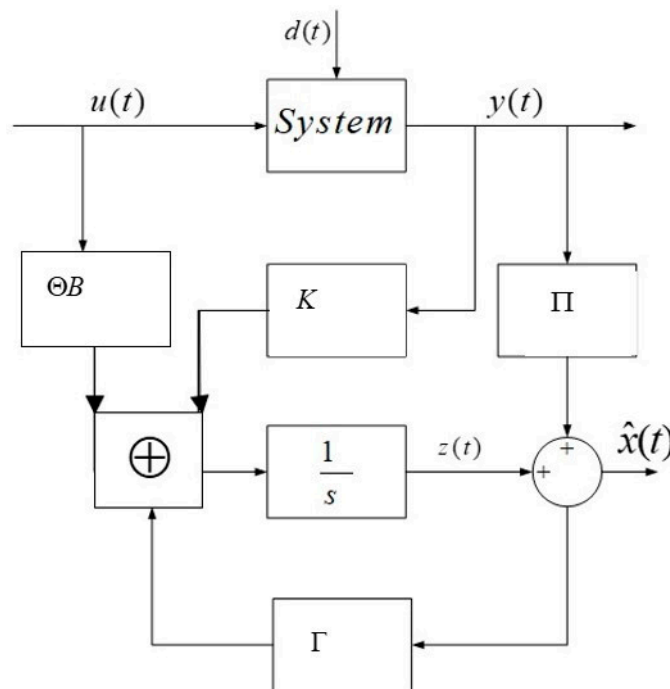 d(t)
u(t)
System
y(t)
ΘB
K
Π
⊕
1
s
z(t)
+
+
x̂(t)
Γ